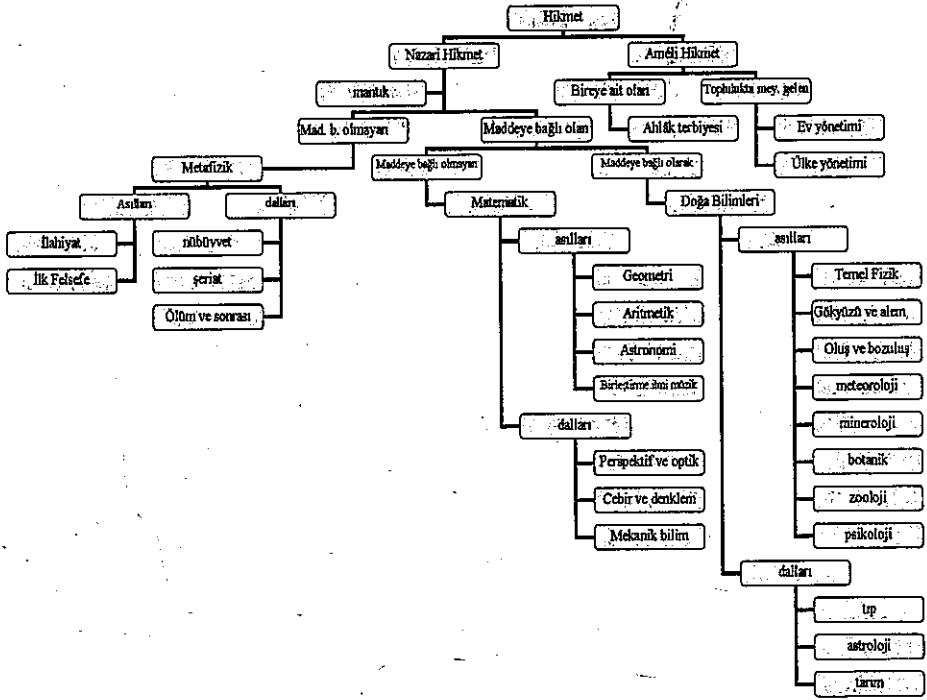 Hikmet
Nazari Hikmet
Ameli Hikmet
mantık
Bireye ait olan
Toplulukta mey. gelen
Mad. b. olmayan
Maddeye bağlı olan
Ahlâk terbiyesi
Ev yönetimi
Ülke yönetimi
Metafizik
Maddeye bağlı olmayan
Maddeye bağlı olarak
Asılları
dalları
Matematik
Doğa Bilimleri
İlahiyat
İlk Felsefe
nübüvvet
şeriat
Ölüm ve sonrası
asılları
Geometri
Aritmetik
Astronomi
Birleştirme ilmi müzik
dalları
Perspektif ve optik
Cebir ve denklem
Mekanik bilim
asılları
Temel Fizik
Gökyüzü ve alem,
Oluş ve bozuluş
meteoroloji
mineroloji
botanik
zooloji
psikoloji
dalları
tıp
astroloji
tarım